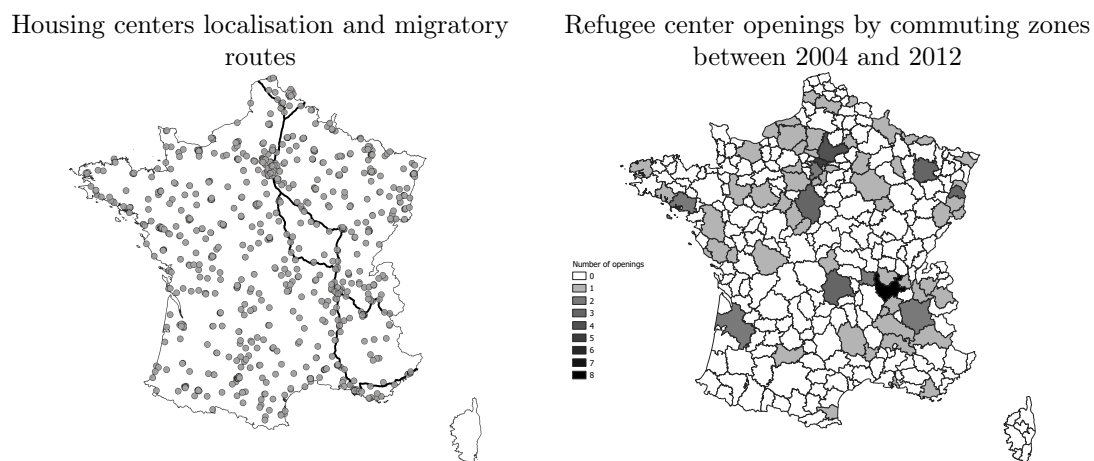 Housing centers localisation and migratory
routes
Refugee center openings by commuting zones
between 2004 and 2012
Number of openings
0
1
2
3
4
5
6
7
8